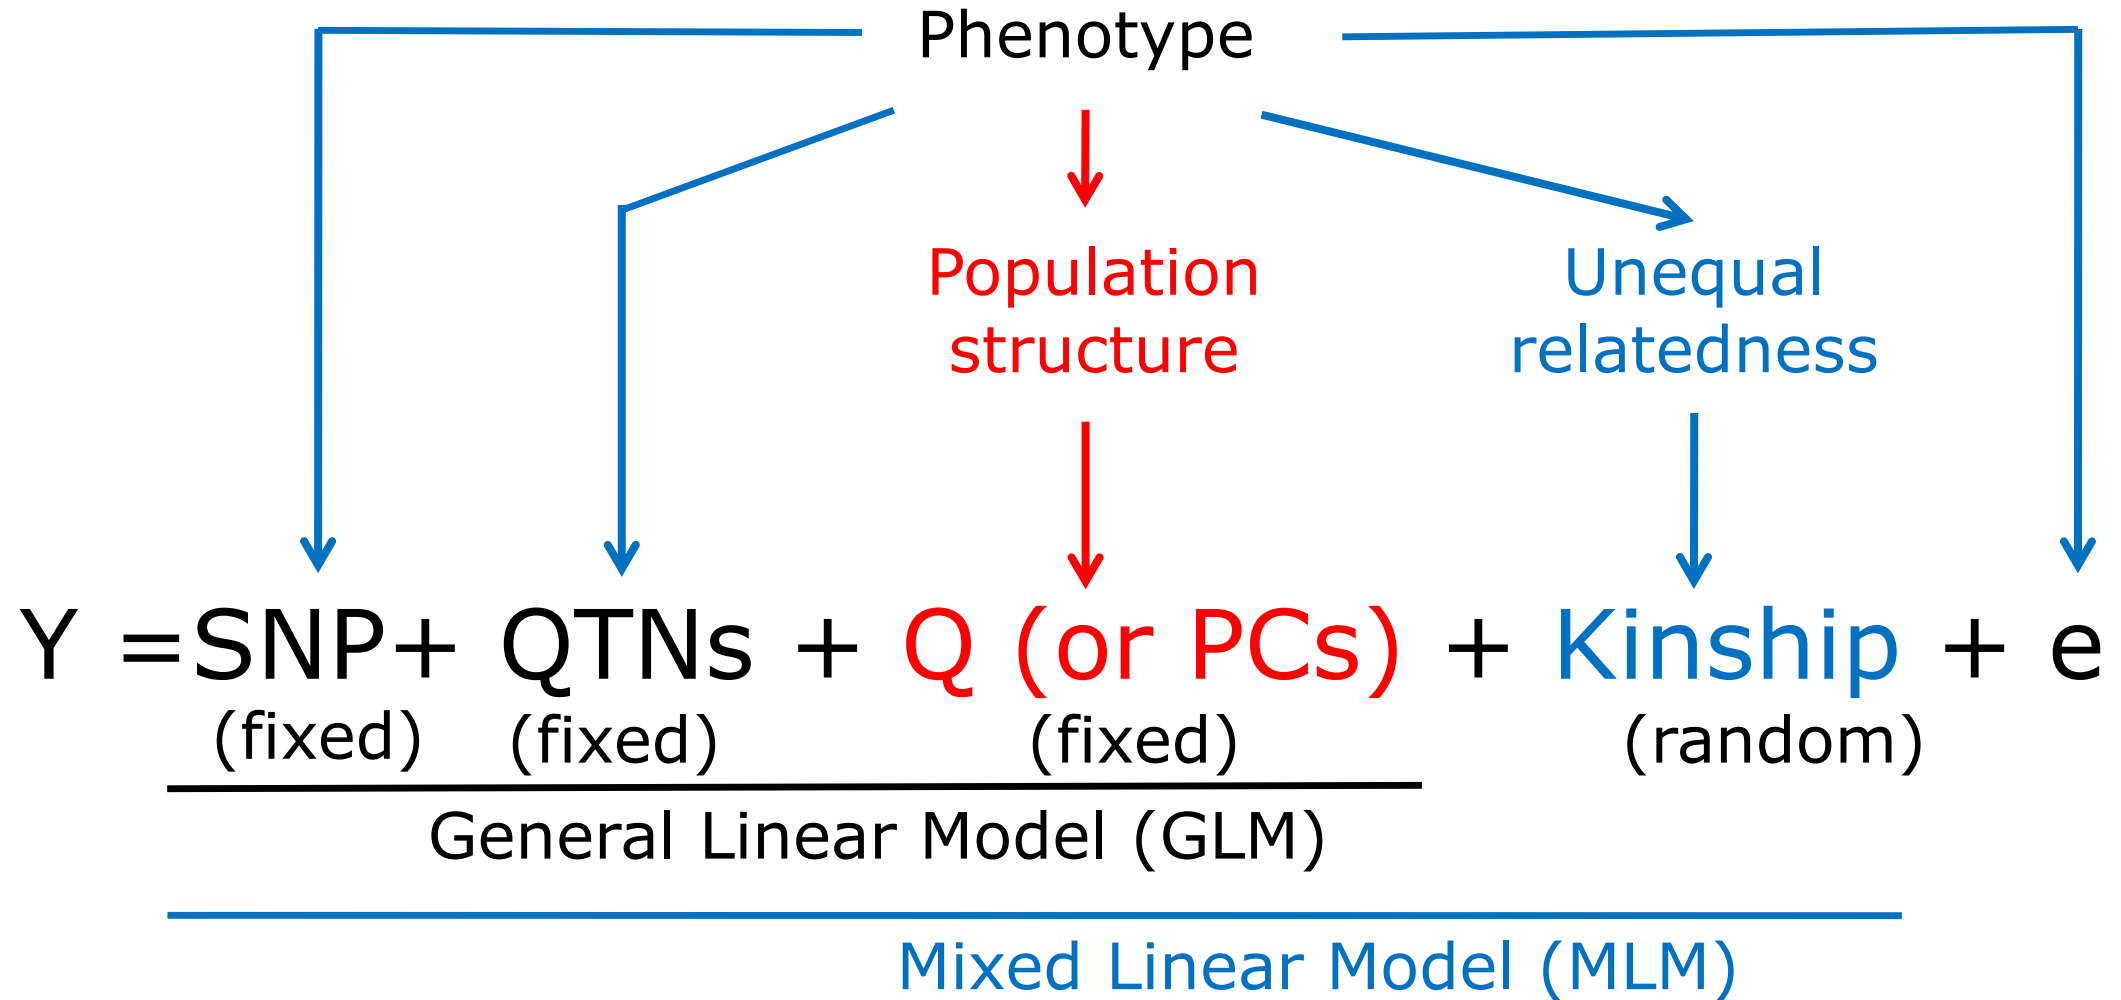 Phenotype
Population
structure
Unequal
relatedness
Y =SNP+ QTNs + Q (or PCs) + Kinship + e
(fixed) (fixed) (fixed) (random)
General Linear Model (GLM)
Mixed Linear Model (MLM)